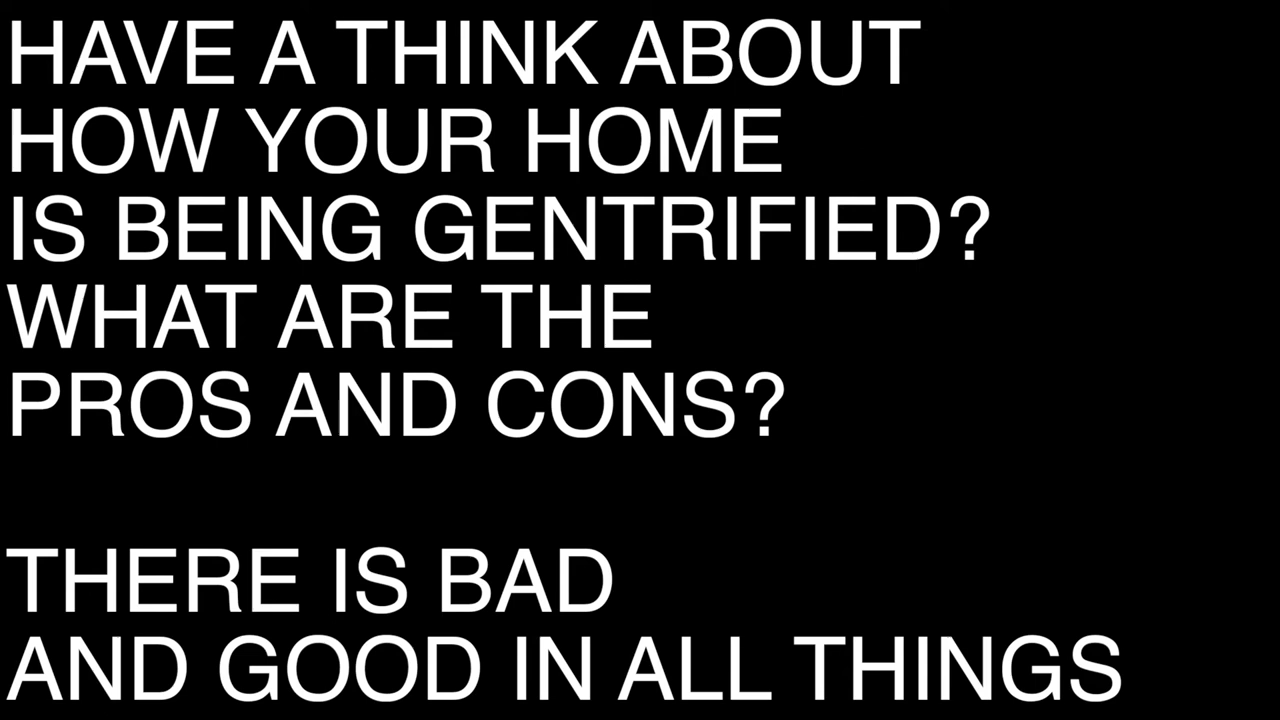 HAVE A THINK ABOUT
HOW YOUR HOME
IS BEING GENTRIFIED?
WHAT ARE THE
PROS AND CONS?
THERE IS BAD
AND GOOD IN ALL THINGS